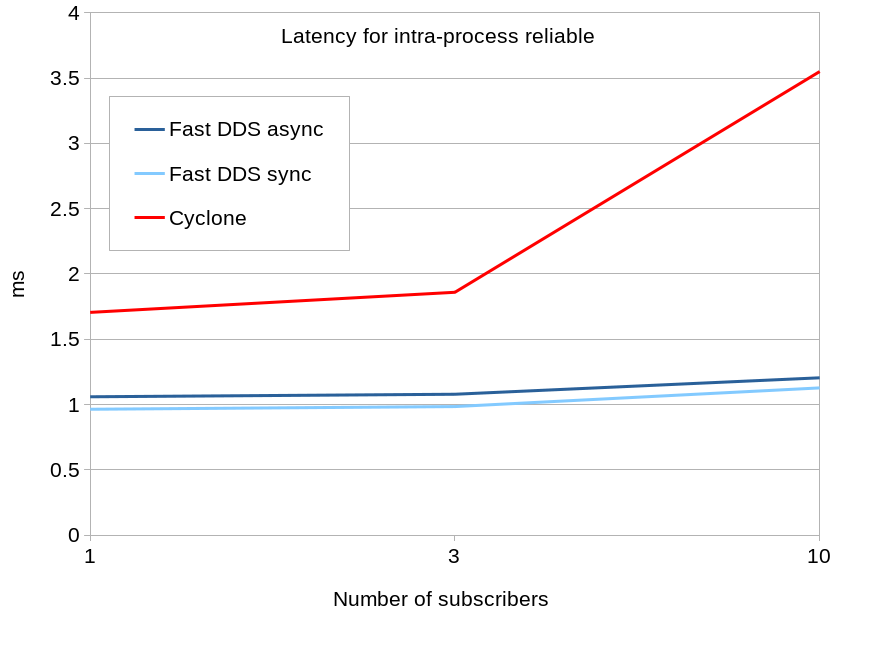 Latency for intra-process reliable
4
3.5
3
2.5
2
1.5
1
0.5
0
ms
Fast DDS async
Fast DDS sync
Cyclone
1 3 10
Number of subscribers